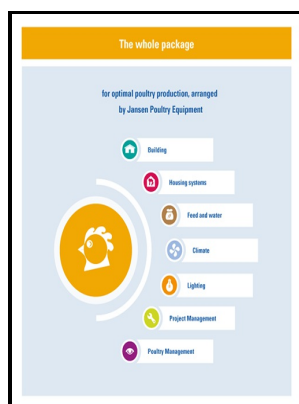 The whole package
for optimal poultry production, arranged
by Jansen Poultry Equipment
Building
Housing systems
Feed and water
Climate
Lighting
Project Management
Poultry Management